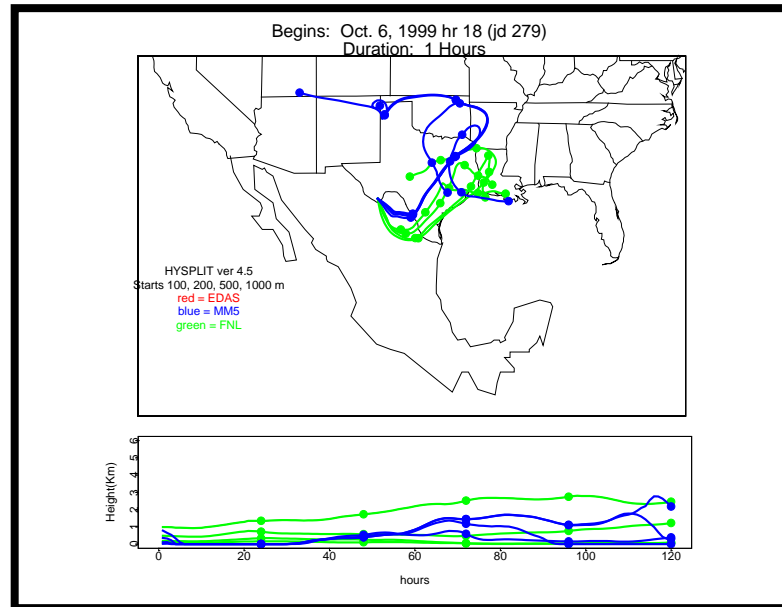 Begins:  Oct. 6, 1999 hr 18 (jd 279)
Duration:  1 Hours
HYSPLIT ver 4.5
Starts 100, 200, 500, 1000 m
red = EDAS
blue = MM5
green = FNL
Height(Km)
6
5
4
3
2
1
0
0 20 40 60 80 100 120
hours